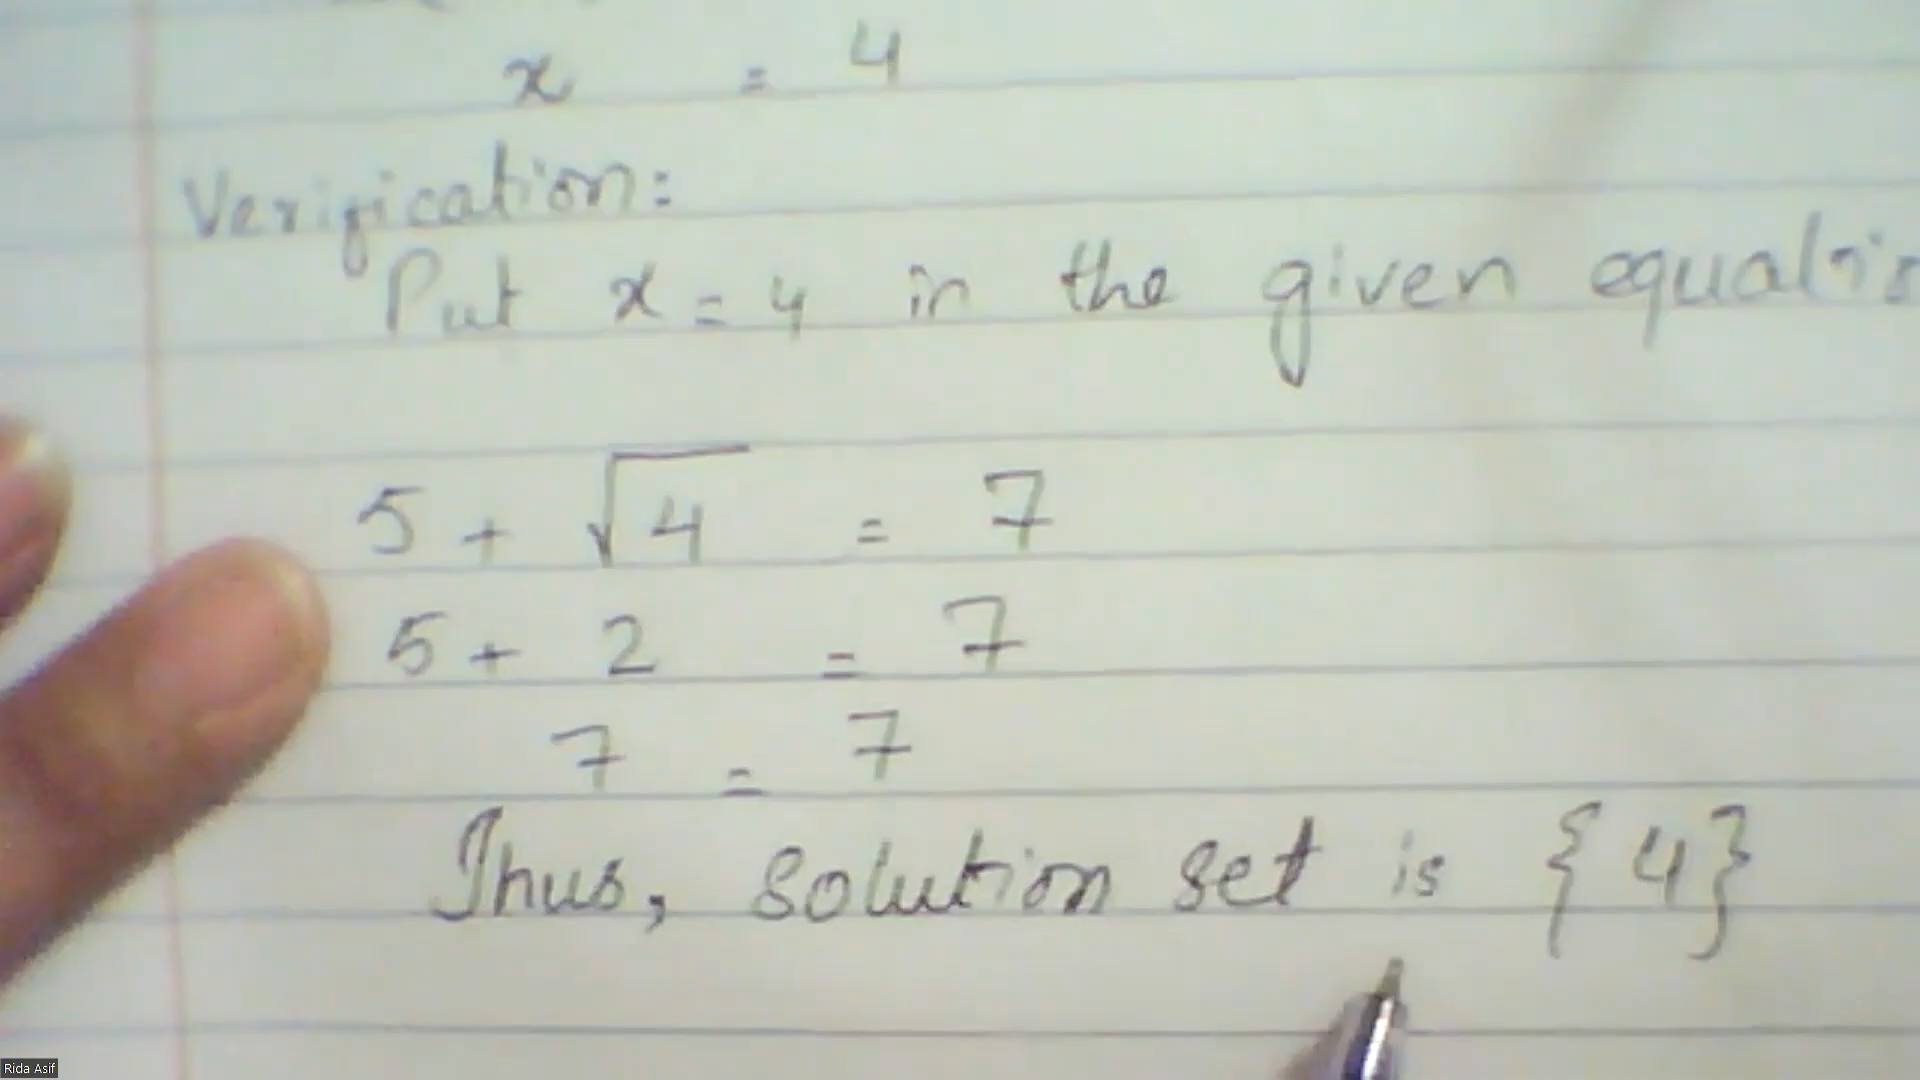 x = 4
Verification:
Put x = 4 in the given equatio
5 + √4 = 7
5 + 2 = 7
7 = 7
Thus, solution set is {4}
Rida Asif